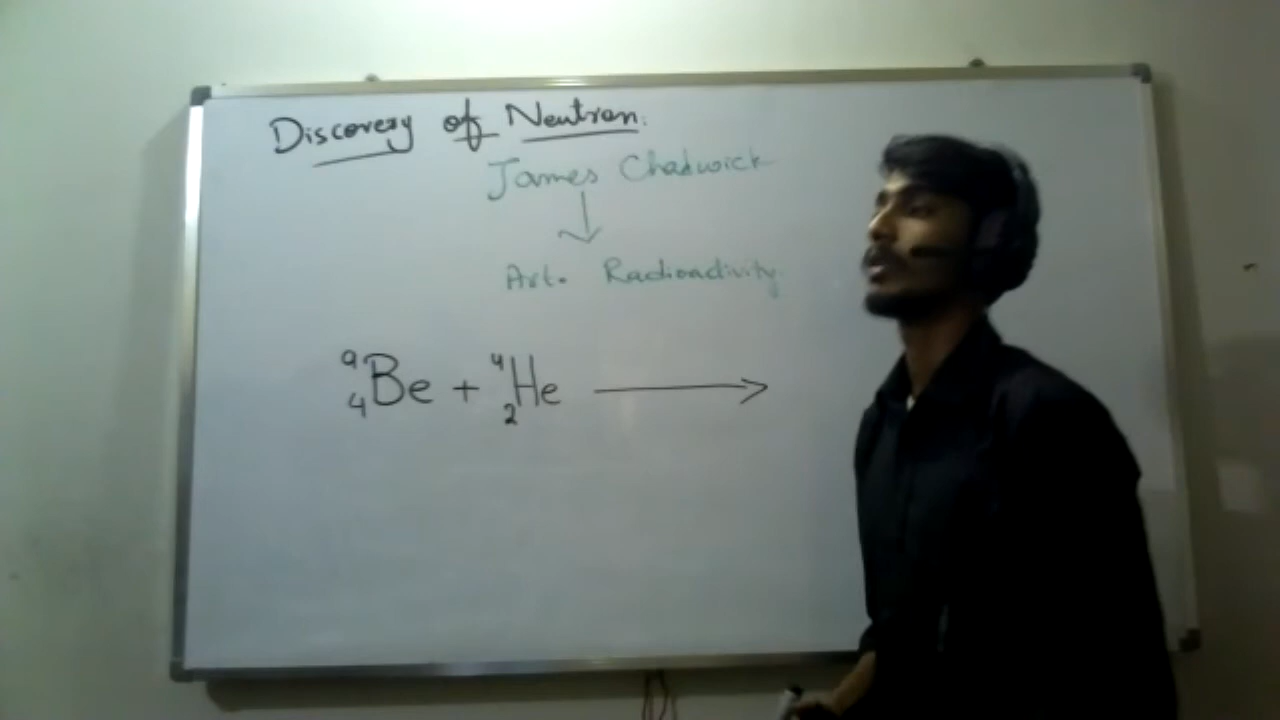 Discovery of Neutron.
James Chadwick
↓
Art. Radioactivity.
⁹₄Be + ⁴₂He ⟶